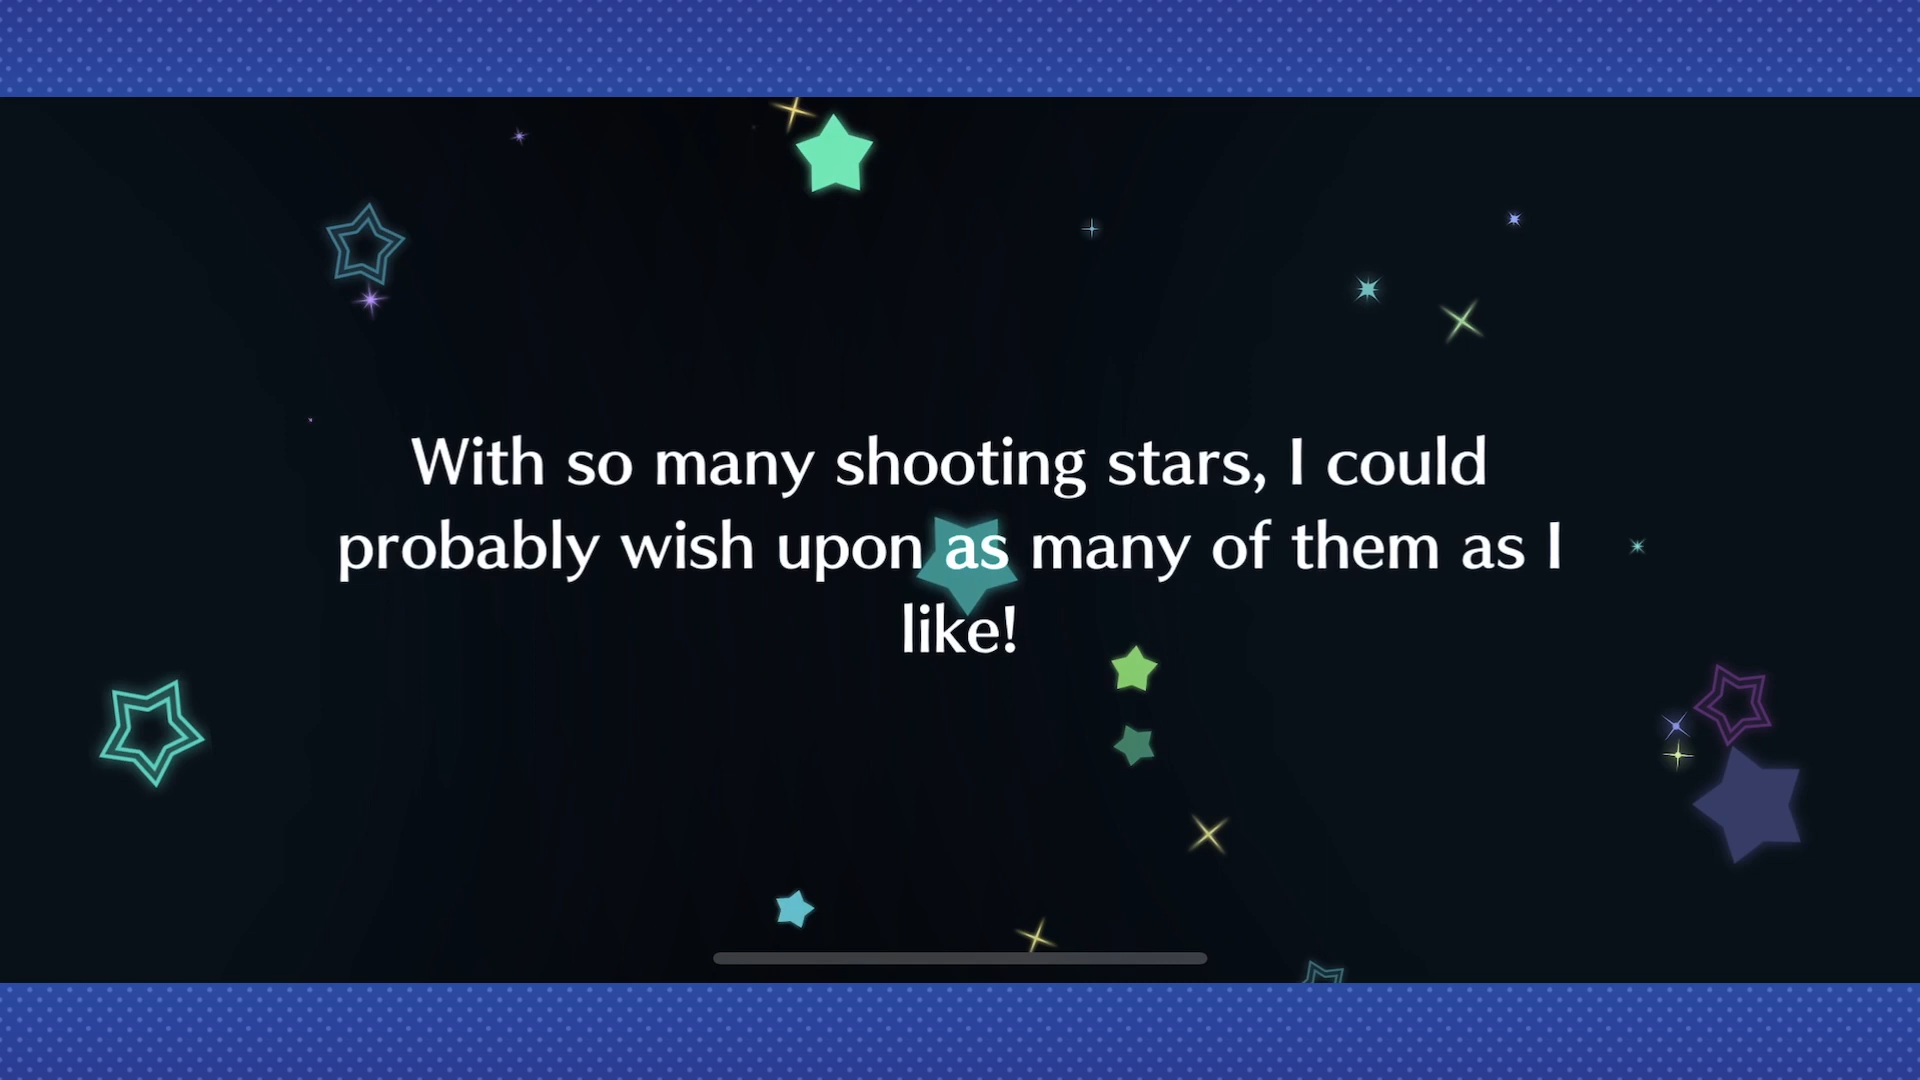 With so many shooting stars, I could
probably wish upon as many of them as I
like!